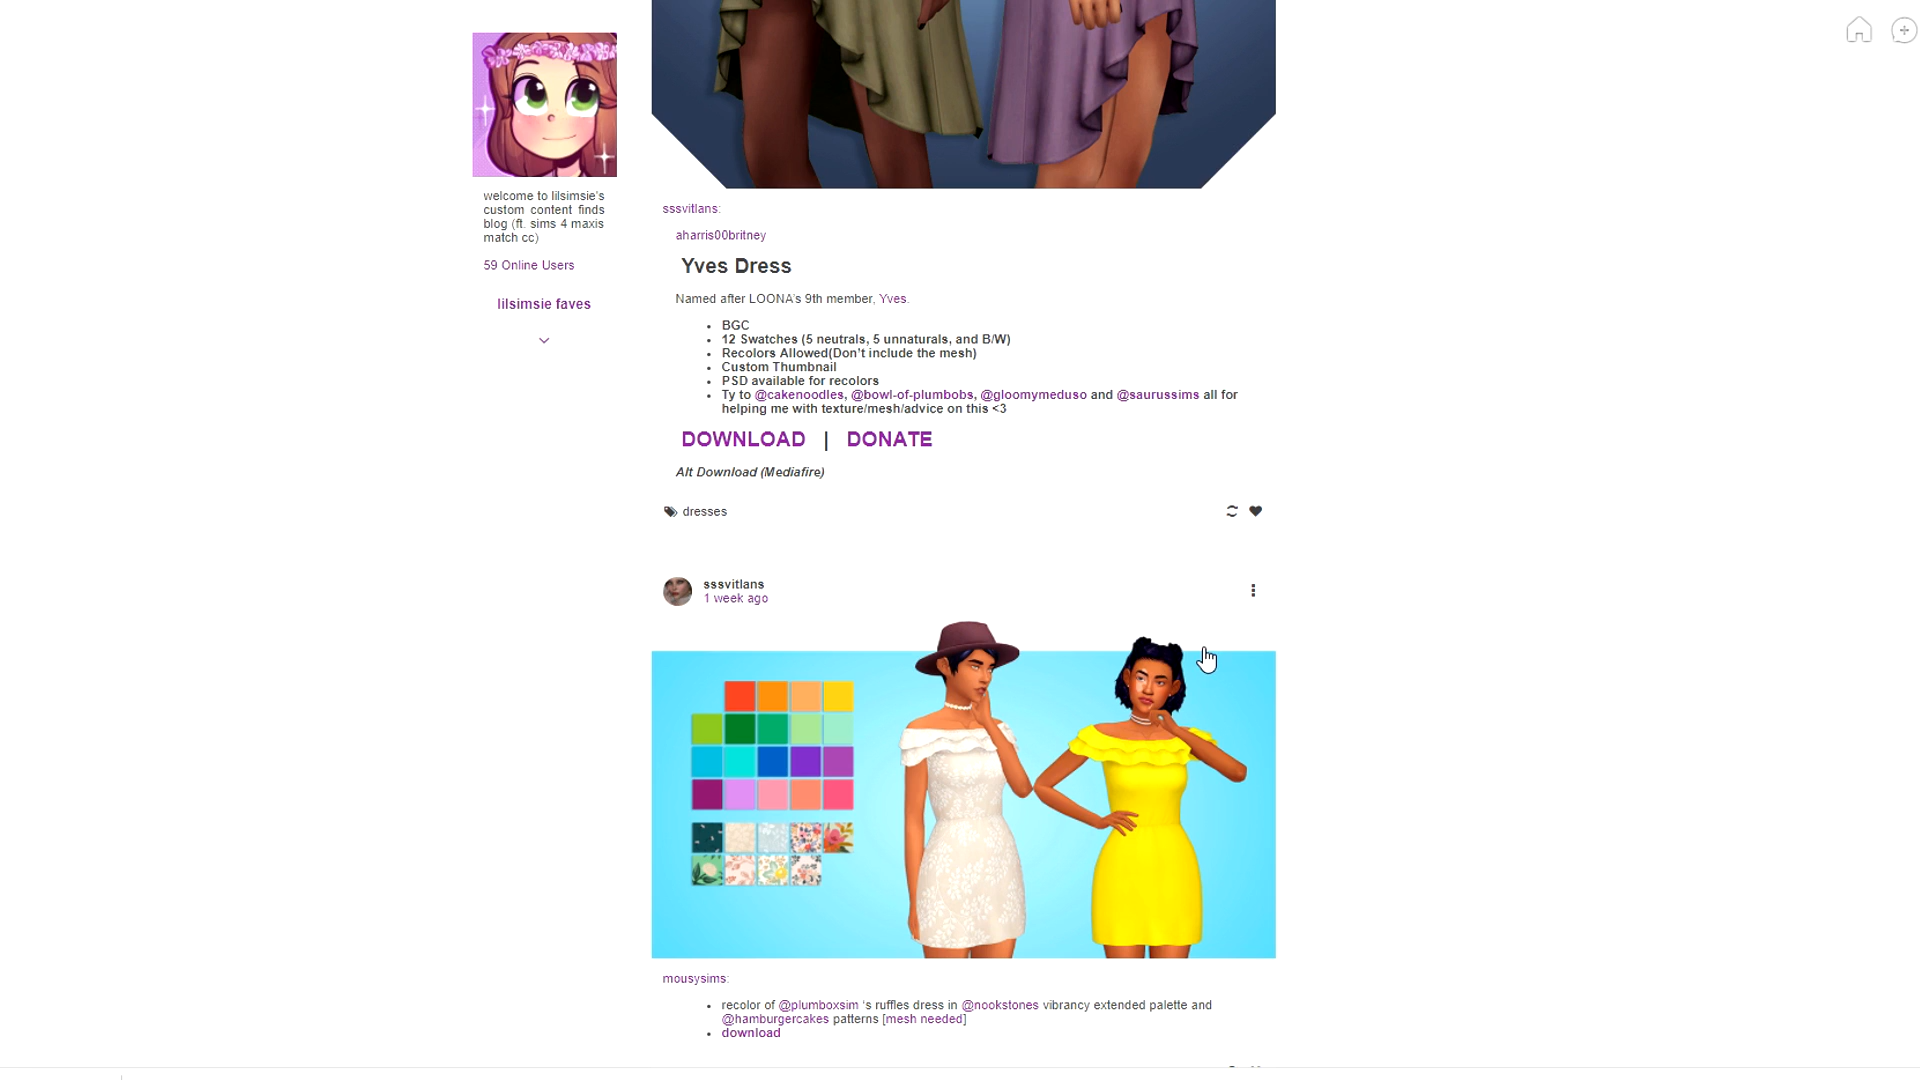 welcome to lilsimsie's
custom content finds
blog (ft. sims 4 maxis
match cc)
59 Online Users
lilsimsie faves
sssvitlans:
aharris00britney
Yves Dress
Named after LOONA's 9th member, Yves.
• BGC
• 12 Swatches (5 neutrals, 5 unnaturals, and B/W)
• Recolors Allowed(Don't include the mesh)
• Custom Thumbnail
• PSD available for recolors
• Ty to @cakenoodles, @bowl-of-plumbobs, @gloomymeduso and @saurussims all for
helping me with texture/mesh/advice on this <3
DOWNLOAD | DONATE
Alt Download (Mediafire)
dresses
sssvitlans
1 week ago
mousysims:
• recolor of @plumboxsim 's ruffles dress in @nookstones vibrancy extended palette and
@hamburgercakes patterns [mesh needed]
• download